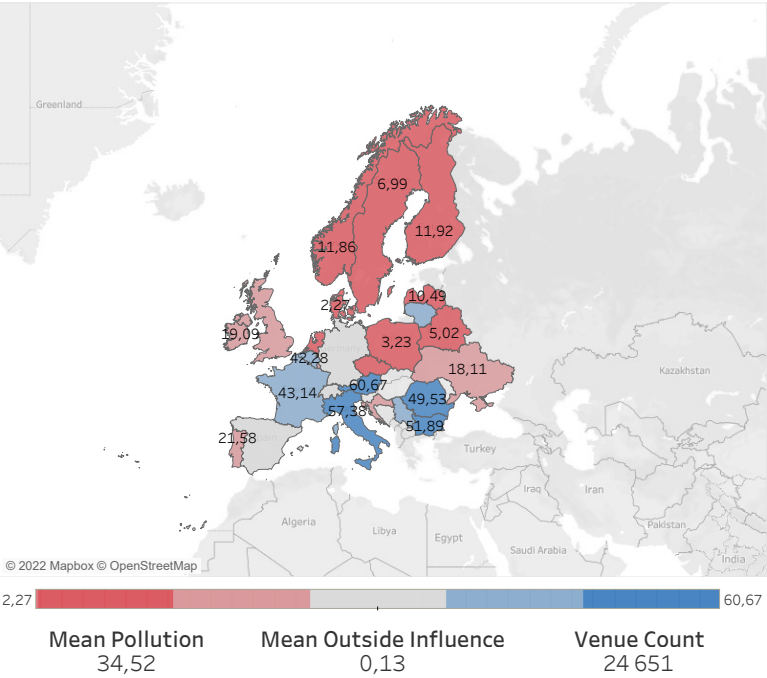 Greenland
6,99
11,92
11,86
10,49
2,27
19,09
5,02
3,23
42,28
18,11
Kazakhstan
60,67
43,14
49,53
57,38
51,89
21,58
Turkey
Iraq
Iran
Algeria
Libya
Egypt
Pakistan
Saudi Arabia
India
© 2022 Mapbox © OpenStreetMap
2,27
60,67
Mean Pollution
Mean Outside Influence
Venue Count
34,52
0,13
24 651